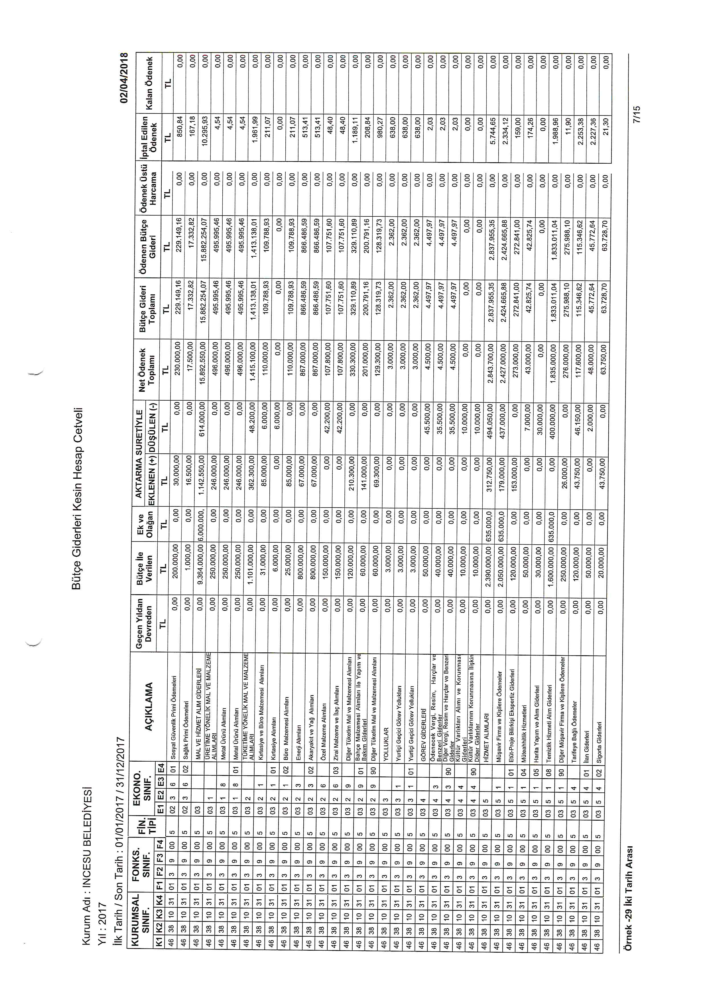 Bütçe Giderleri Kesin Hesap Cetveli
Kurum Adı : INCESU BELEDİYESİ
Yıl : 2017
İlk Tarih / Son Tarih : 01/01/2017 / 31/12/2017 02/04/2018
KURUMSAL SINIF. FONKS. SINIF. FİN. TİPİ EKONO. SINIF. AÇIKLAMA Geçen Yıldan Devreden Bütçe İle Verilen Ek ve Olağan AKTARMA SURETİYLE Net Ödenek Toplamı Bütçe Gideri Toplamı Ödenen Bütçe Gideri Ödenek Üstü Harcama İptal Edilen Ödenek Kalan Ödenek
EKLENEN (+) DÜŞÜLEN (-)
K1 K2 K3 K4 F1 F2 F3 F4 E1 E2 E3 E4 TL TL TL TL TL TL TL TL TL TL TL
46 38 10 31 01 3 9 00 5 02 3 6 01 Sosyal Güvenlik Primi Ödemeleri 0,00 200.000,00 0,00 30.000,00 0,00 230.000,00 229.149,16 229.149,16 0,00 850,84 0,00
46 38 10 31 01 3 9 00 5 02 3 6 02 Sağlık Primi Ödemeleri 0,00 1.000,00 0,00 16.500,00 0,00 17.500,00 17.332,82 17.332,82 0,00 167,18 0,00
46 38 10 31 01 3 9 00 5 03 MAL VE HİZMET ALIM GİDERLERİ 0,00 9.364.000,00 6.000.000, 1.142.550,00 614.000,00 15.892.550,00 15.882.254,07 15.882.254,07 0,00 10.295,93 0,00
46 38 10 31 01 3 9 00 5 03 1 ÜRETİME YÖNELİK MAL VE MALZEME ALIMLARI 0,00 250.000,00 0,00 246.000,00 0,00 496.000,00 495.995,46 495.995,46 0,00 4,54 0,00
46 38 10 31 01 3 9 00 5 03 1 8 Metal Ürünü Alımları 0,00 250.000,00 0,00 246.000,00 0,00 496.000,00 495.995,46 495.995,46 0,00 4,54 0,00
46 38 10 31 01 3 9 00 5 03 1 8 01 Metal Ürünü Alımları 0,00 250.000,00 0,00 246.000,00 0,00 496.000,00 495.995,46 495.995,46 0,00 4,54 0,00
46 38 10 31 01 3 9 00 5 03 2 TÜKETİME YÖNELİK MAL VE MALZEME ALIMLARI 0,00 1.101.000,00 0,00 362.300,00 48.200,00 1.415.100,00 1.413.138,01 1.413.138,01 0,00 1.961,99 0,00
46 38 10 31 01 3 9 00 5 03 2 1 Kırtasiye ve Büro Malzemesi Alımları 0,00 31.000,00 0,00 85.000,00 6.000,00 110.000,00 109.788,93 109.788,93 0,00 211,07 0,00
46 38 10 31 01 3 9 00 5 03 2 1 01 Kırtasiye Alımları 0,00 6.000,00 0,00 0,00 6.000,00 0,00 0,00 0,00 0,00 0,00 0,00
46 38 10 31 01 3 9 00 5 03 2 1 02 Büro Malzemesi Alımları 0,00 25.000,00 0,00 85.000,00 0,00 110.000,00 109.788,93 109.788,93 0,00 211,07 0,00
46 38 10 31 01 3 9 00 5 03 2 3 Enerji Alımları 0,00 800.000,00 0,00 67.000,00 0,00 867.000,00 866.486,59 866.486,59 0,00 513,41 0,00
46 38 10 31 01 3 9 00 5 03 2 3 02 Akaryakıt ve Yağ Alımları 0,00 800.000,00 0,00 67.000,00 0,00 867.000,00 866.486,59 866.486,59 0,00 513,41 0,00
46 38 10 31 01 3 9 00 5 03 2 6 Özel Malzeme Alımları 0,00 150.000,00 0,00 0,00 42.200,00 107.800,00 107.751,60 107.751,60 0,00 48,40 0,00
46 38 10 31 01 3 9 00 5 03 2 6 03 Zirai Malzeme ve İlaç Alımları 0,00 150.000,00 0,00 0,00 42.200,00 107.800,00 107.751,60 107.751,60 0,00 48,40 0,00
46 38 10 31 01 3 9 00 5 03 2 9 Diğer Tüketim Mal ve Malzemesi Alımları 0,00 120.000,00 0,00 210.300,00 0,00 330.300,00 329.110,89 329.110,89 0,00 1.189,11 0,00
46 38 10 31 01 3 9 00 5 03 2 9 01 Bahçe Malzemesi Alımları ile Yapım ve Bakım Giderleri 0,00 60.000,00 0,00 141.000,00 0,00 201.000,00 200.791,16 200.791,16 0,00 208,84 0,00
46 38 10 31 01 3 9 00 5 03 2 9 90 Diğer Tüketim Mal ve Malzemesi Alımları 0,00 60.000,00 0,00 69.300,00 0,00 129.300,00 128.319,73 128.319,73 0,00 980,27 0,00
46 38 10 31 01 3 9 00 5 03 3 YOLLUKLAR 0,00 3.000,00 0,00 0,00 0,00 3.000,00 2.362,00 2.362,00 0,00 638,00 0,00
46 38 10 31 01 3 9 00 5 03 3 1 Yurtiçi Geçici Görev Yollukları 0,00 3.000,00 0,00 0,00 0,00 3.000,00 2.362,00 2.362,00 0,00 638,00 0,00
46 38 10 31 01 3 9 00 5 03 3 1 01 Yurtiçi Geçici Görev Yollukları 0,00 3.000,00 0,00 0,00 0,00 3.000,00 2.362,00 2.362,00 0,00 638,00 0,00
46 38 10 31 01 3 9 00 5 03 4 GÖREV GİDERLERİ 0,00 50.000,00 0,00 0,00 45.500,00 4.500,00 4.497,97 4.497,97 0,00 2,03 0,00
46 38 10 31 01 3 9 00 5 03 4 3 Ödenecek Vergi, Resim, Harçlar ve Benzeri Giderler 0,00 40.000,00 0,00 0,00 35.500,00 4.500,00 4.497,97 4.497,97 0,00 2,03 0,00
46 38 10 31 01 3 9 00 5 03 4 3 90 Diğer Vergi, Resim ve Harçlar ve Benzeri Giderler 0,00 40.000,00 0,00 0,00 35.500,00 4.500,00 4.497,97 4.497,97 0,00 2,03 0,00
46 38 10 31 01 3 9 00 5 03 4 4 Kültür Varlıkları Alımı ve Korunması Giderleri 0,00 10.000,00 0,00 0,00 10.000,00 0,00 0,00 0,00 0,00 0,00 0,00
46 38 10 31 01 3 9 00 5 03 4 4 90 Kültür Varlıklarının Korunmasına İlişkin Diğer Giderler 0,00 10.000,00 0,00 0,00 10.000,00 0,00 0,00 0,00 0,00 0,00 0,00
46 38 10 31 01 3 9 00 5 03 5 HİZMET ALIMLARI 0,00 2.390.000,00 635.000,0 312.750,00 494.050,00 2.843.700,00 2.837.955,35 2.837.955,35 0,00 5.744,65 0,00
46 38 10 31 01 3 9 00 5 03 5 1 Müşavir Firma ve Kişilere Ödemeler 0,00 2.050.000,00 635.000,0 179.000,00 437.000,00 2.427.000,00 2.424.665,88 2.424.665,88 0,00 2.334,12 0,00
46 38 10 31 01 3 9 00 5 03 5 1 01 Etüt-Proje Bilirkişi Ekspertiz Giderleri 0,00 120.000,00 0,00 153.000,00 0,00 273.000,00 272.841,00 272.841,00 0,00 159,00 0,00
46 38 10 31 01 3 9 00 5 03 5 1 04 Müteahhillik Hizmetleri 0,00 50.000,00 0,00 0,00 7.000,00 43.000,00 42.825,74 42.825,74 0,00 174,26 0,00
46 38 10 31 01 3 9 00 5 03 5 1 05 Harita Yapım ve Alım Giderleri 0,00 30.000,00 0,00 0,00 30.000,00 0,00 0,00 0,00 0,00 0,00 0,00
46 38 10 31 01 3 9 00 5 03 5 1 08 Temizlik Hizmeti Alım Giderleri 0,00 1.600.000,00 635.000,0 0,00 400.000,00 1.835.000,00 1.833.011,04 1.833.011,04 0,00 1.988,96 0,00
46 38 10 31 01 3 9 00 5 03 5 1 90 Diğer Müşavir Firma ve Kişilere Ödemeler 0,00 250.000,00 0,00 26.000,00 0,00 276.000,00 275.988,10 275.988,10 0,00 11,90 0,00
46 38 10 31 01 3 9 00 5 03 5 4 Tarifeye Bağlı Ödemeler 0,00 120.000,00 0,00 43.750,00 46.150,00 117.600,00 115.346,62 115.346,62 0,00 2.253,38 0,00
46 38 10 31 01 3 9 00 5 03 5 4 01 İlan Giderleri 0,00 50.000,00 0,00 0,00 2.000,00 48.000,00 45.772,64 45.772,64 0,00 2.227,36 0,00
46 38 10 31 01 3 9 00 5 03 5 4 02 Sigorta Giderleri 0,00 20.000,00 0,00 43.750,00 0,00 63.750,00 63.728,70 63.728,70 0,00 21,30 0,00
Örnek -29 İki Tarih Arası 7/15